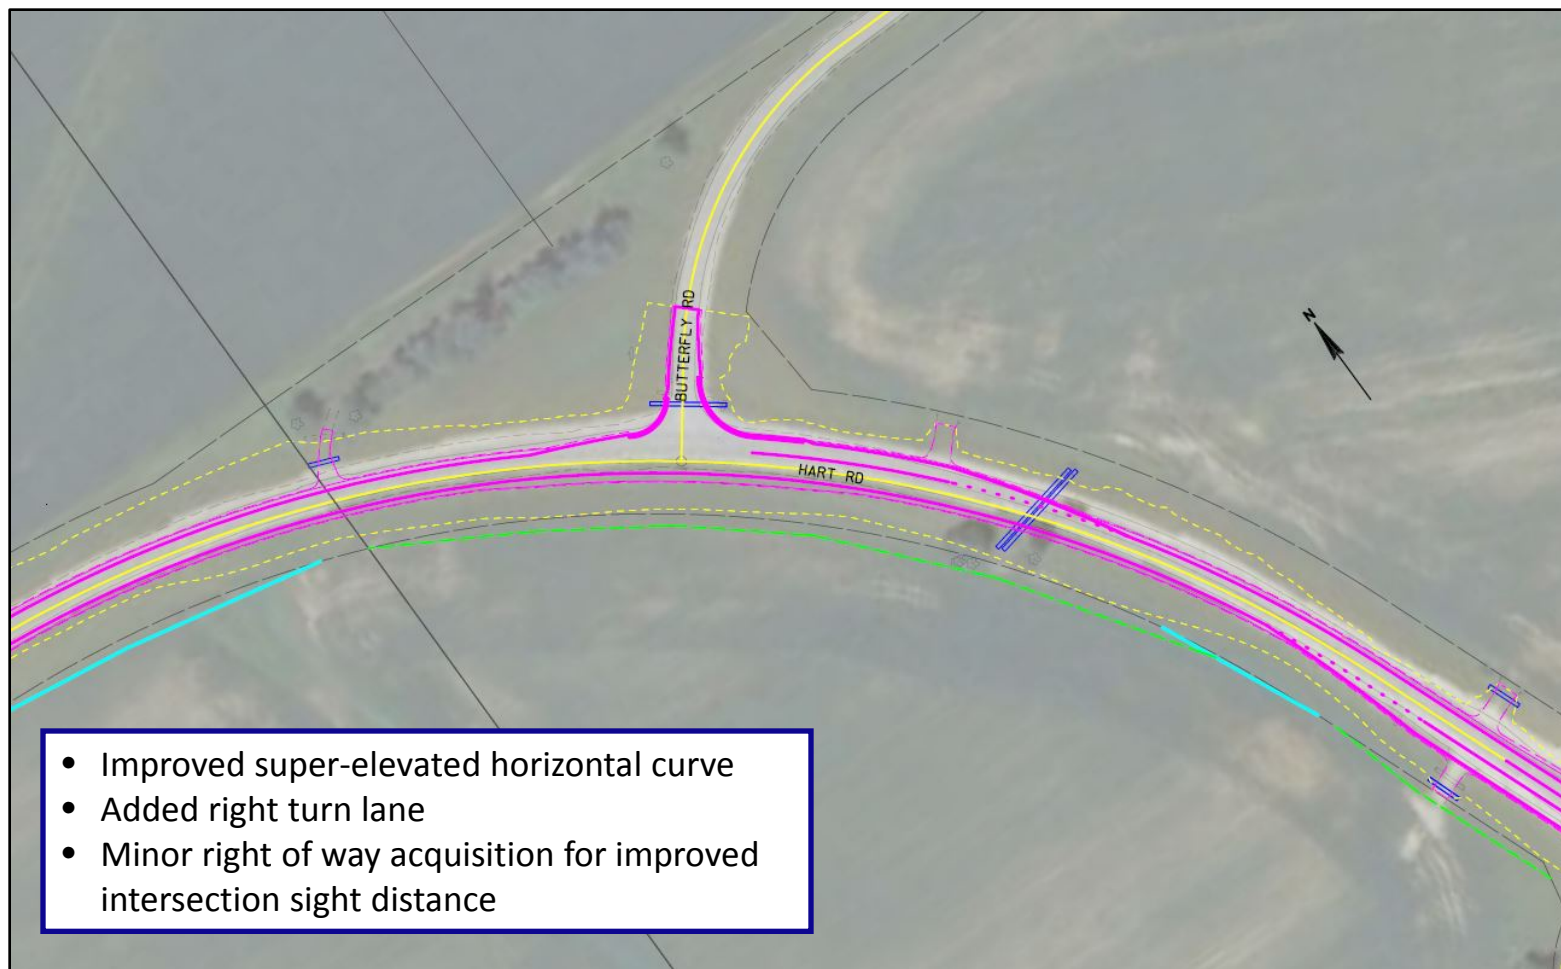 N
BUTTERFLY RD
HART RD
• Improved super-elevated horizontal curve
• Added right turn lane
• Minor right of way acquisition for improved
intersection sight distance